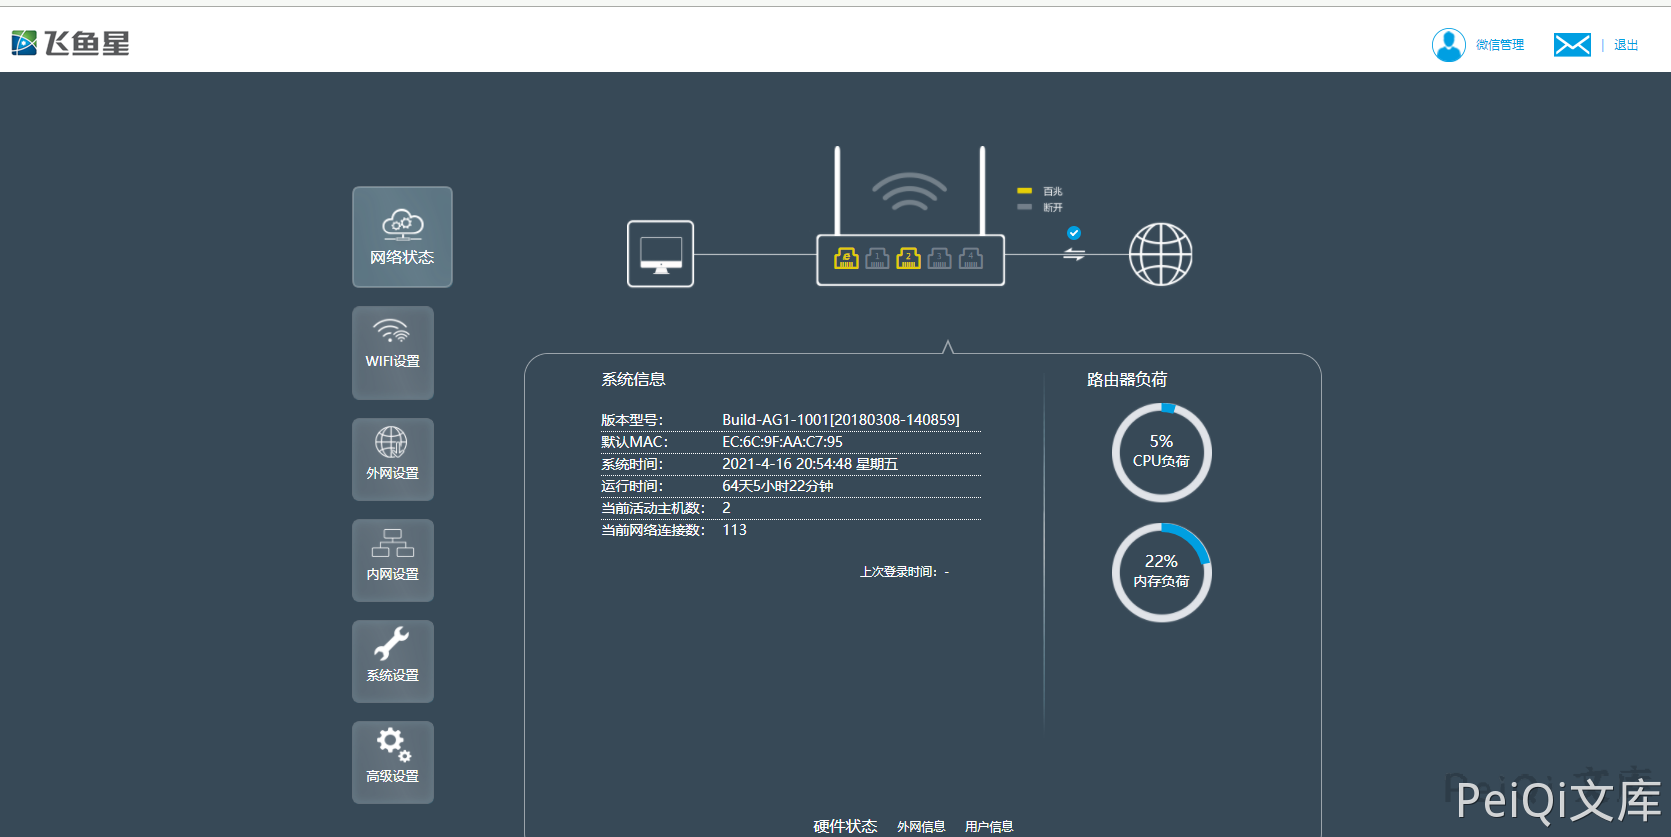 飞鱼星
微信管理 | 退出
百兆
断开
e 1 2 3 4
网络状态
WIFI设置
外网设置
内网设置
系统设置
高级设置
系统信息
版本型号： Build-AG1-1001[20180308-140859]
默认MAC： EC:6C:9F:AA:C7:95
系统时间： 2021-4-16 20:54:48 星期五
运行时间： 64天5小时22分钟
当前活动主机数： 2
当前网络连接数： 113
上次登录时间：-
路由器负荷
5%
CPU负荷
22%
内存负荷
硬件状态 外网信息 用户信息
PeiQi文库
PeiQi文库